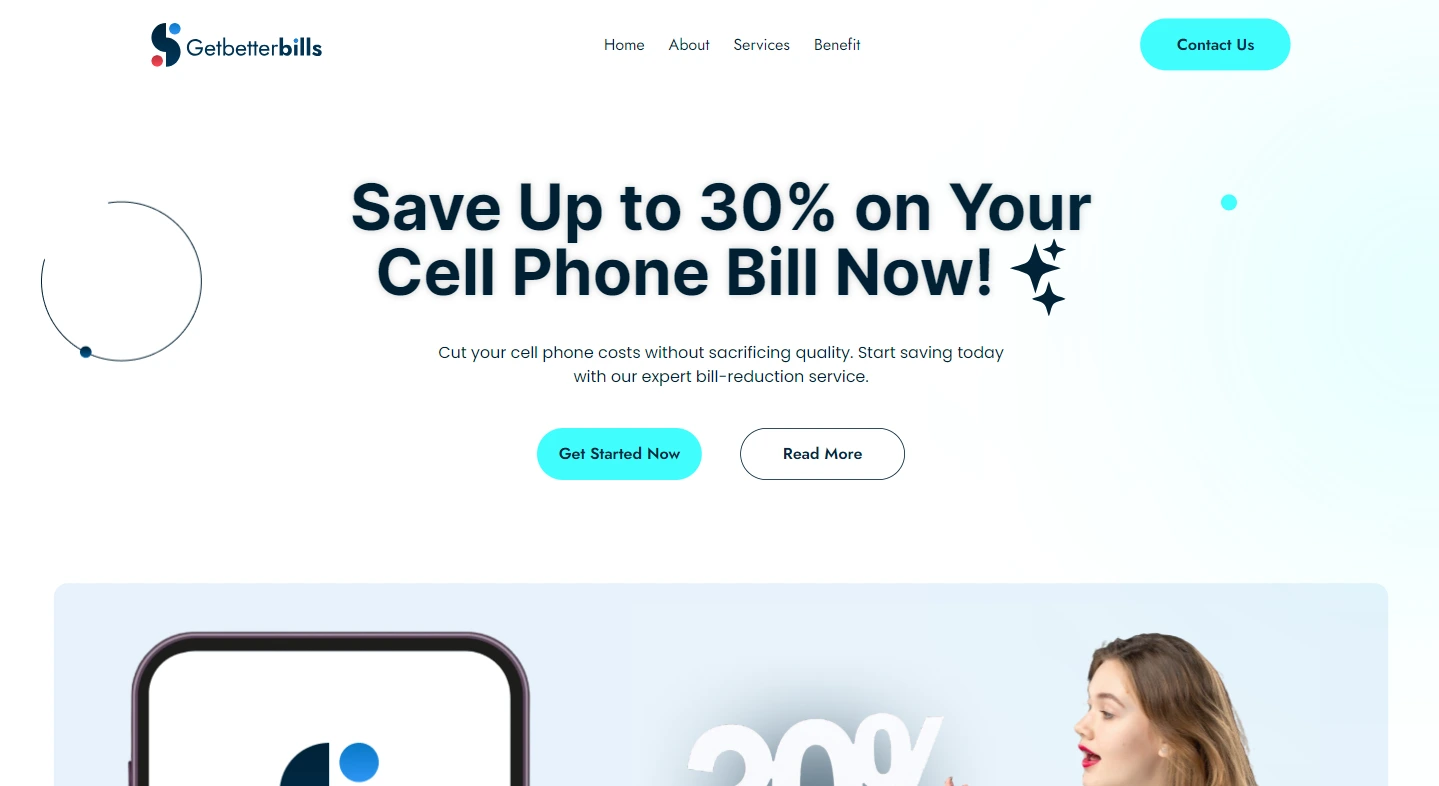 Getbetterbills
Home About Services Benefit
Contact Us
Save Up to 30% on Your
Cell Phone Bill Now!
Cut your cell phone costs without sacrificing quality. Start saving today
with our expert bill-reduction service.
Get Started Now Read More